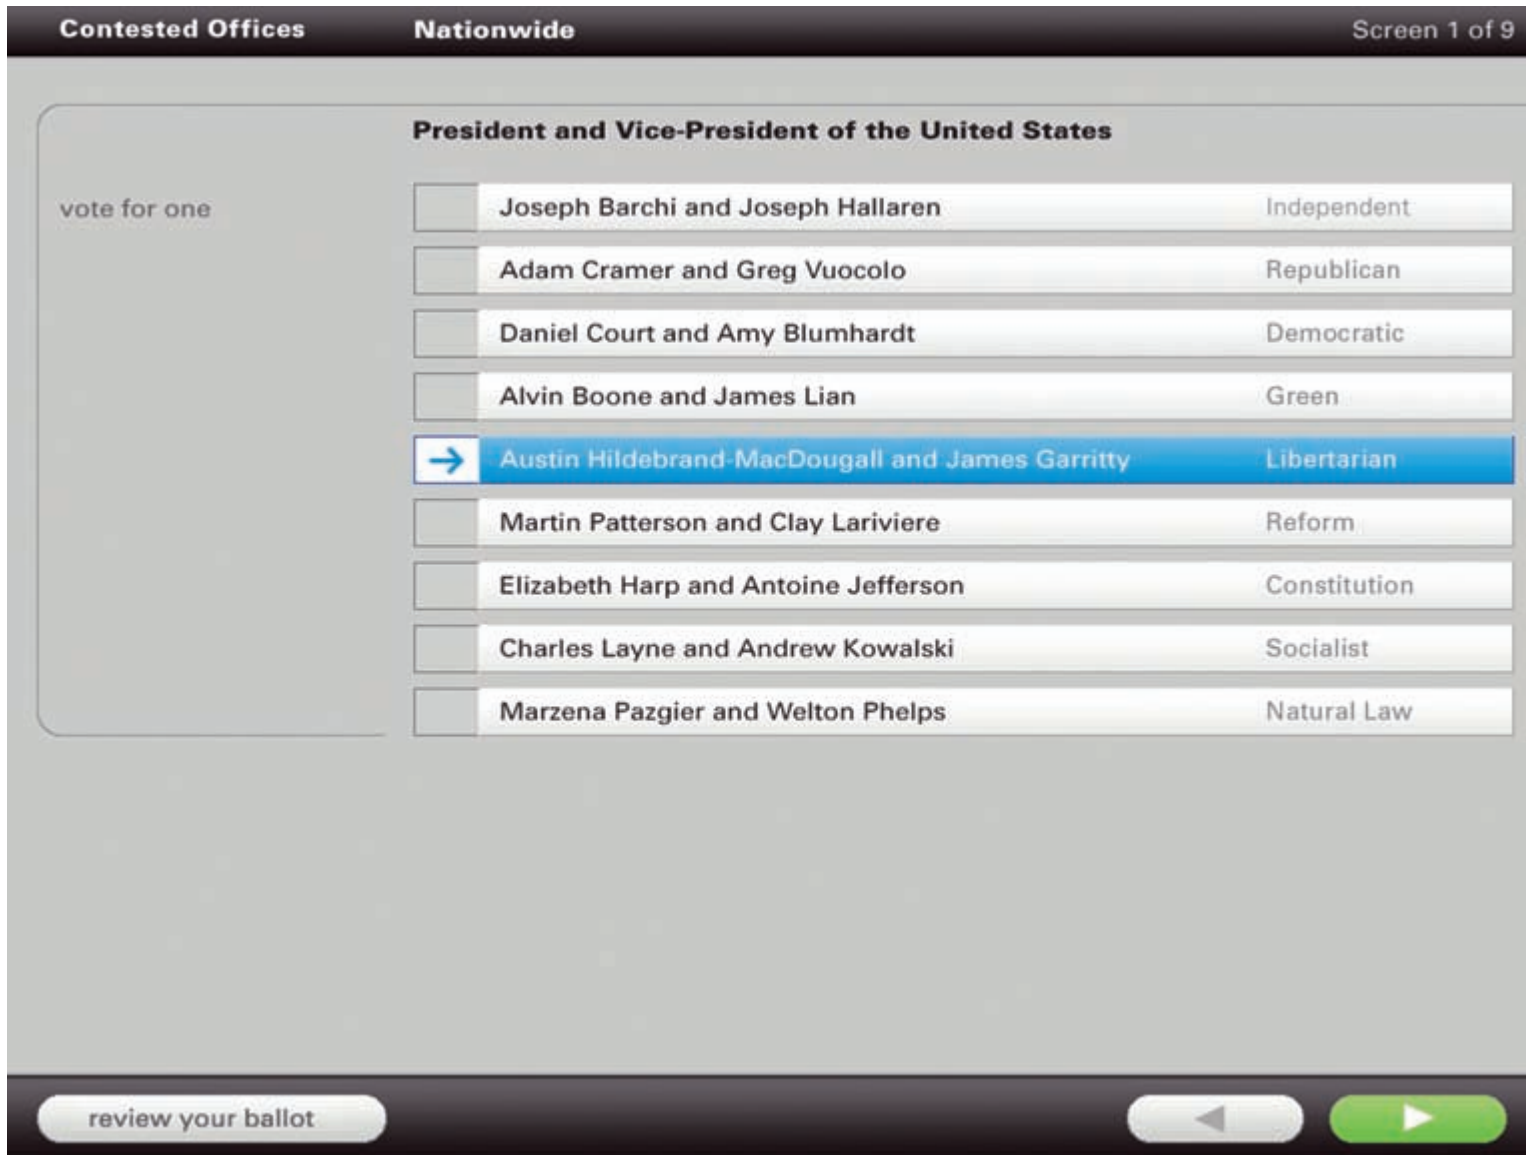 Contested Offices Nationwide Screen 1 of 9
President and Vice-President of the United States
vote for one
Joseph Barchi and Joseph Hallaren Independent
Adam Cramer and Greg Vuocolo Republican
Daniel Court and Amy Blumhardt Democratic
Alvin Boone and James Lian Green
Austin Hildebrand-MacDougall and James Garritty Libertarian
Martin Patterson and Clay Lariviere Reform
Elizabeth Harp and Antoine Jefferson Constitution
Charles Layne and Andrew Kowalski Socialist
Marzena Pazgier and Welton Phelps Natural Law
review your ballot